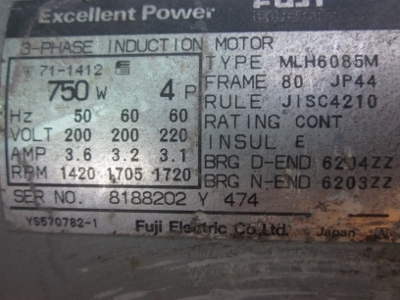 Excellent Power FUJI
3-PHASE INDUCTION MOTOR
71-1412
750 W 4 P
Hz 50 60 60
VOLT 200 200 220
AMP 3.6 3.2 3.1
RPM 1420 1705 1720
TYPE MLH6085M
FRAME 80 JP44
RULE JISC4210
RATING CONT
INSUL E
BRG D-END 6204ZZ
BRG N-END 6203ZZ
SER NO. 8188202 Y 474
YS570782-1 Fuji Electric Co., Ltd. Japan